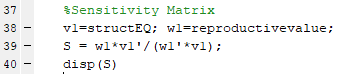 37 %Sensitivity Matrix
38 – v1=structEQ; w1=reproductivevalue;
39 – S = w1*v1'/(w1'*v1);
40 – disp(S)